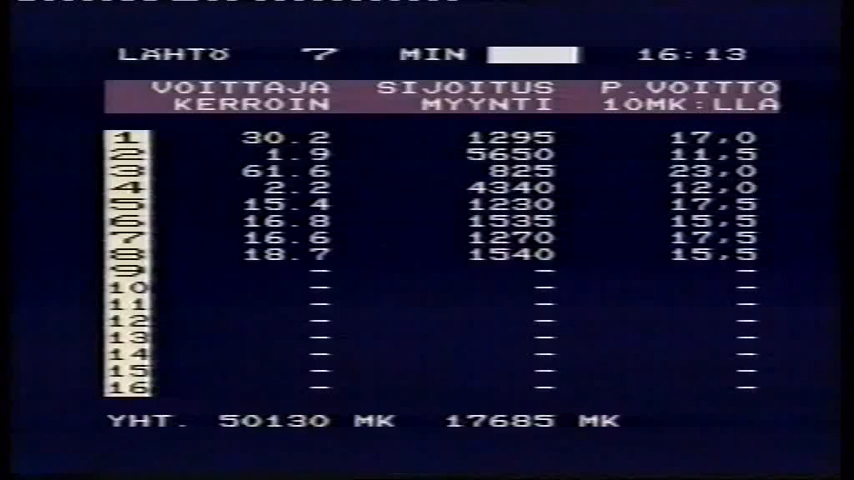 LÄHTÖ 7 MIN 16:13
VOITTAJA SIJOITUS P.VOITTO
KERROIN MYYNTI 10MK:LLA
1 30.2 1295 17,0
2 1.9 5650 11,5
3 61.6 825 23,0
4 2.2 4340 12,0
5 15.4 1230 17,5
6 16.8 1535 15,5
7 16.6 1270 17,5
8 18.7 1540 15,5
9 – – –
10 – – –
11 – – –
12 – – –
13 – – –
14 – – –
15 – – –
16 – – –
YHT. 50130 MK 17685 MK